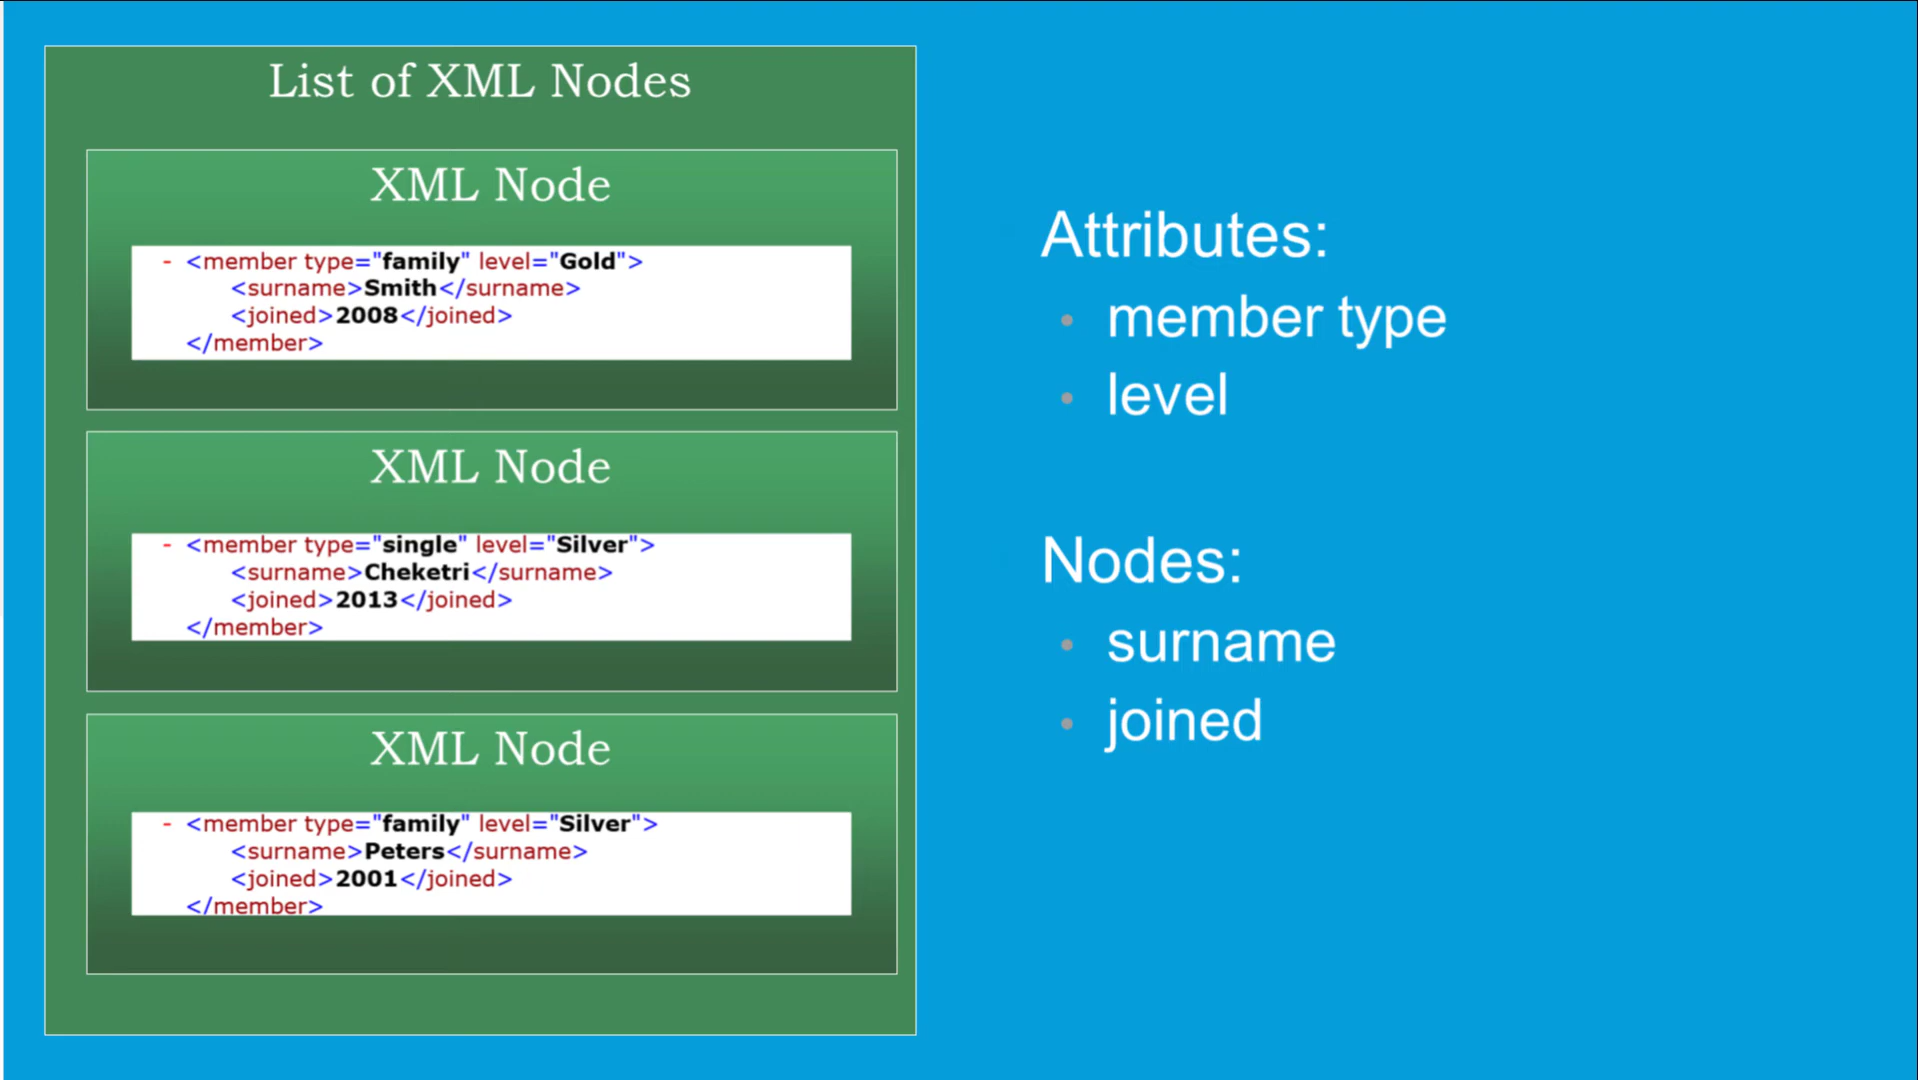 List of XML Nodes
XML Node
- <member type="family" level="Gold">
<surname>Smith</surname>
<joined>2008</joined>
</member>
XML Node
- <member type="single" level="Silver">
<surname>Cheketri</surname>
<joined>2013</joined>
</member>
XML Node
- <member type="family" level="Silver">
<surname>Peters</surname>
<joined>2001</joined>
</member>
Attributes:
• member type
• level
Nodes:
• surname
• joined